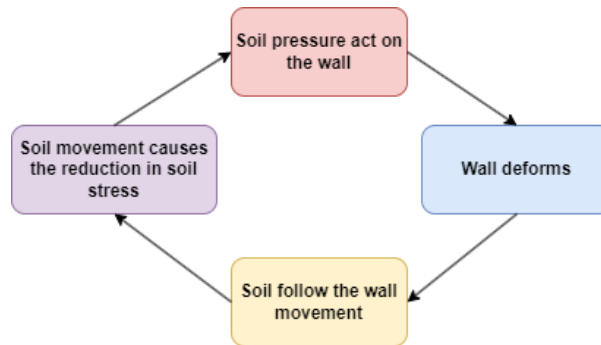 Soil pressure act on
the wall
Wall deforms
Soil follow the wall
movement
Soil movement causes
the reduction in soil
stress